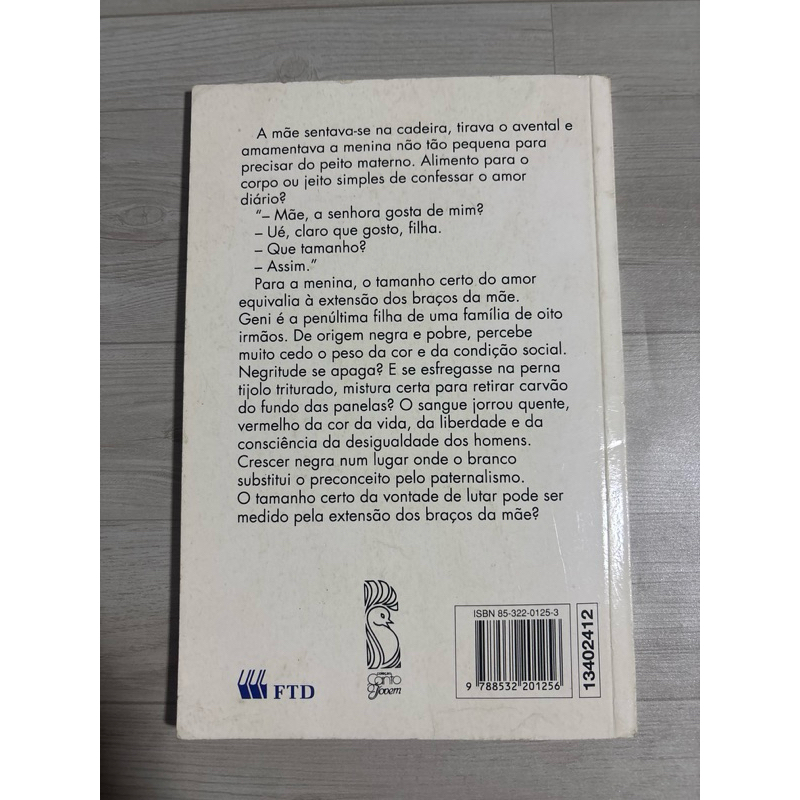 A mãe sentava-se na cadeira, tirava o avental e
amamentava a menina não tão pequena para
precisar do peito materno. Alimento para o
corpo ou jeito simples de confessar o amor
diário?
"– Mãe, a senhora gosta de mim?
– Ué, claro que gosto, filha.
– Que tamanho?
– Assim."
Para a menina, o tamanho certo do amor
equivalia à extensão dos braços da mãe.
Geni é a penúltima filha de uma família de oito
irmãos. De origem negra e pobre, percebe
muito cedo o peso da cor e da condição social.
Negritude se apaga? E se esfregasse na perna
tijolo triturado, mistura certa para retirar carvão
do fundo das panelas? O sangue jorrou quente,
vermelho da cor da vida, da liberdade e da
consciência da desigualdade dos homens.
Crescer negra num lugar onde o branco
substitui o preconceito pelo paternalismo.
O tamanho certo da vontade de lutar pode ser
medido pela extensão dos braços da mãe?
FTD
Canto
Jovem
ISBN 85-322-0125-3
9 788532 201256
13402412